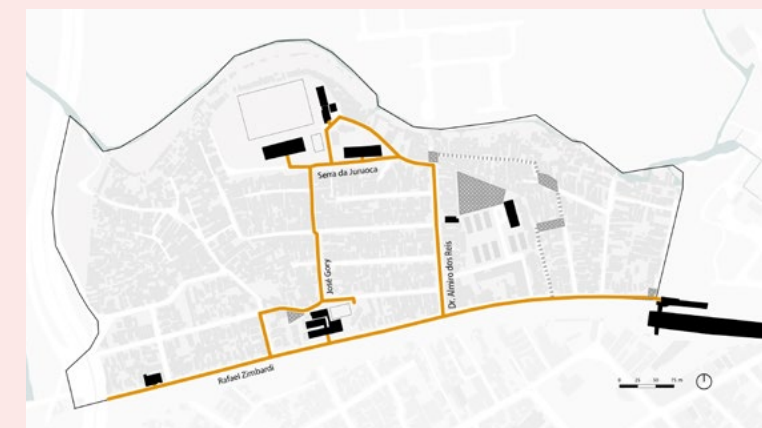 Serra da Juruoca
José Gory
Dr. Almiro dos Reis
Rafael Zimbardi
0 25 50 75 m